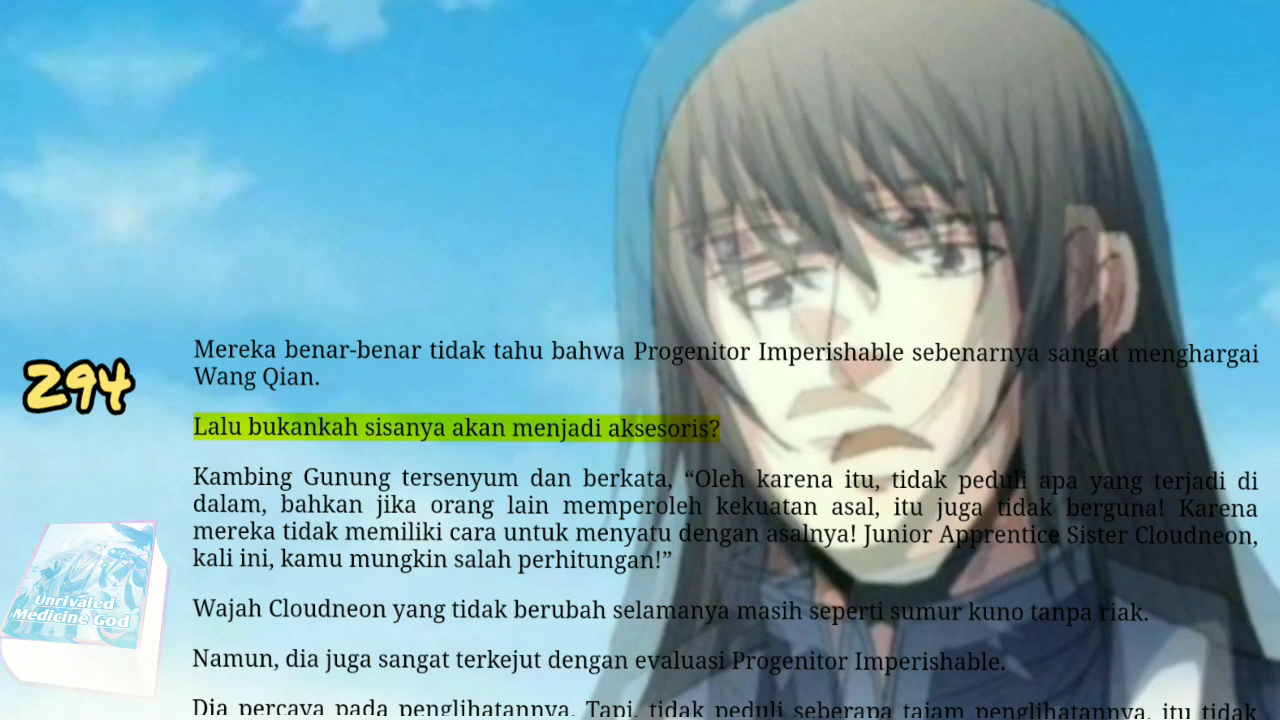 Mereka benar-benar tidak tahu bahwa Progenitor Imperishable sebenarnya sangat menghargai
Wang Qian.
294
Lalu bukankah sisanya akan menjadi aksesoris?
Kambing Gunung tersenyum dan berkata, “Oleh karena itu, tidak peduli apa yang terjadi di
dalam, bahkan jika orang lain memperoleh kekuatan asal, itu juga tidak berguna! Karena
mereka tidak memiliki cara untuk menyatu dengan asalnya! Junior Apprentice Sister Cloudneon,
kali ini, kamu mungkin salah perhitungan!”
Unrivaled
Medicine God
Wajah Cloudneon yang tidak berubah selamanya masih seperti sumur kuno tanpa riak.
Namun, dia juga sangat terkejut dengan evaluasi Progenitor Imperishable.
Dia percaya pada penglihatannya. Tapi, tidak peduli seberapa tajam penglihatannya, itu tidak